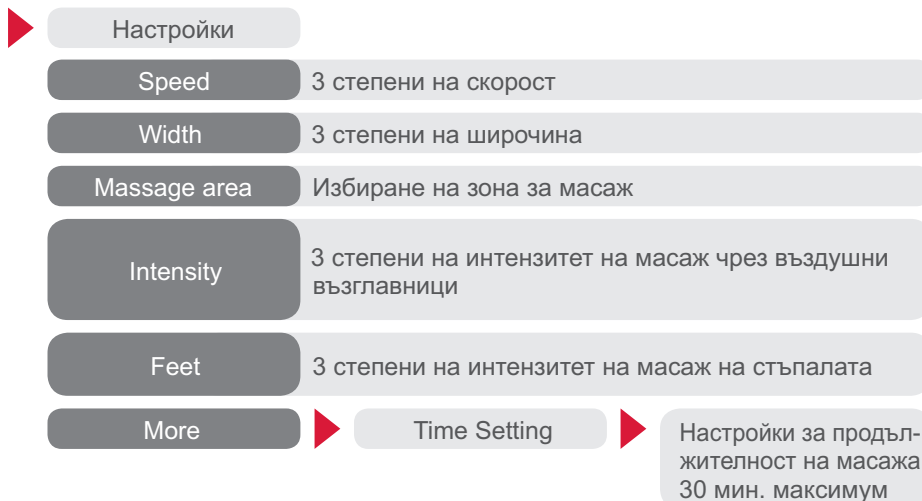 Настройки
Speed 3 степени на скорост
Width 3 степени на широчина
Massage area Избиране на зона за масаж
Intensity 3 степени на интензитет на масаж чрез въздушни
възглавници
Feet 3 степени на интензитет на масаж на стъпалата
More Time Setting Настройки за продъл-
жителност на масажа
30 мин. максимум